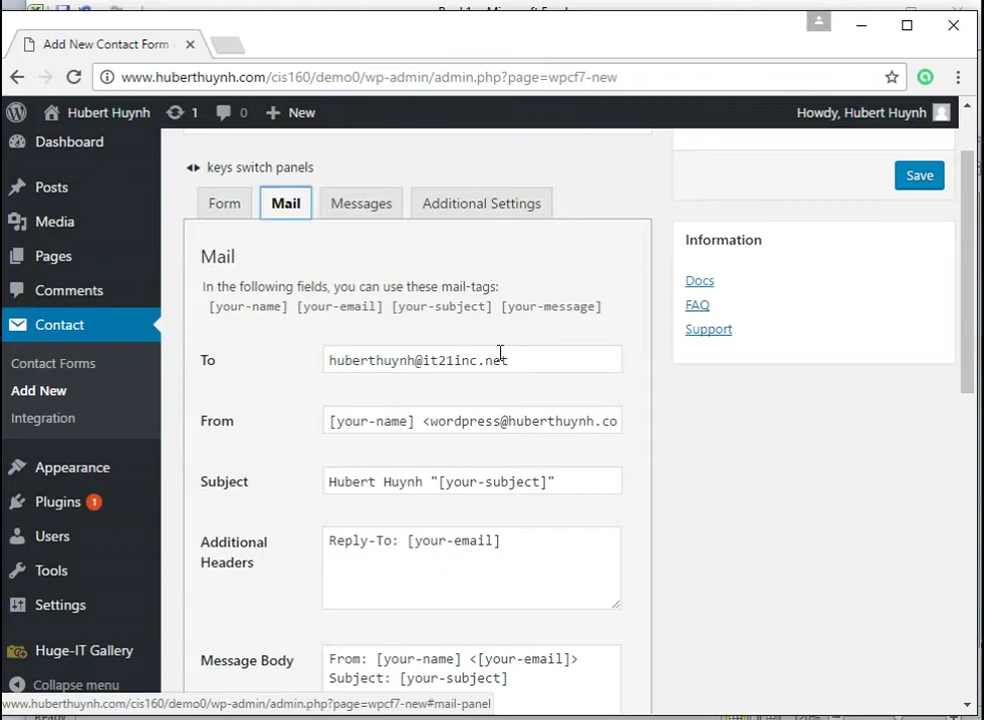 Add New Contact Form
www.huberthuynh.com/cis160/demo0/wp-admin/admin.php?page=wpcf7-new
Hubert Huynh 1 0 New Howdy, Hubert Huynh
Dashboard
Posts
Media
Pages
Comments
Contact
Contact Forms
Add New
Integration
Appearance
Plugins 1
Users
Tools
Settings
Huge-IT Gallery
Collapse menu
keys switch panels
Form Mail Messages Additional Settings
Mail
In the following fields, you can use these mail-tags:
[your-name] [your-email] [your-subject] [your-message]
To huberthuynh@it21inc.net
From [your-name] <wordpress@huberthuynh.co
Subject Hubert Huynh "[your-subject]"
Additional Headers
Reply-To: [your-email]
Message Body
From: [your-name] <[your-email]>
Subject: [your-subject]
Save
Information
Docs
FAQ
Support
www.huberthuynh.com/cis160/demo0/wp-admin/admin.php?page=wpcf7-new#mail-panel